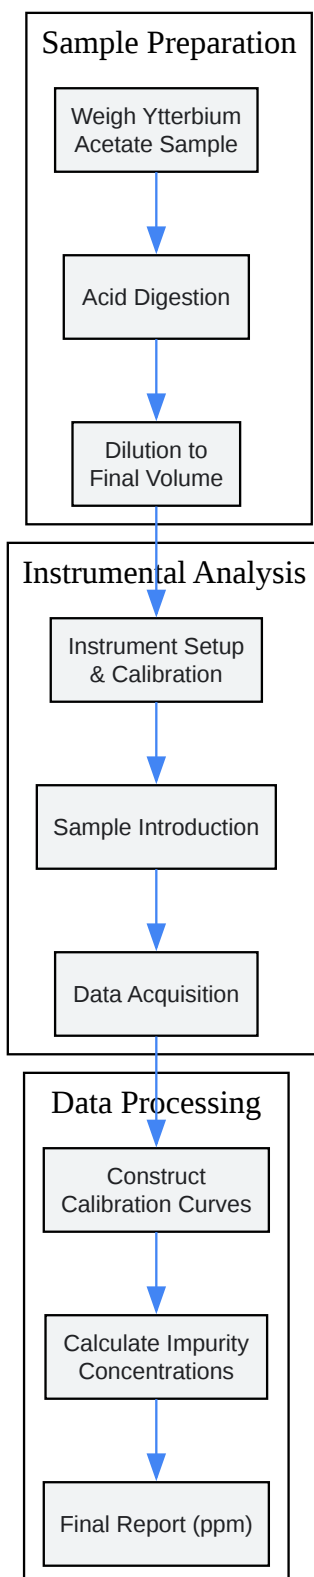 Sample Preparation
Weigh Ytterbium
Acetate Sample
Acid Digestion
Dilution to
Final Volume
Instrumental Analysis
Instrument Setup
& Calibration
Sample Introduction
Data Acquisition
Data Processing
Construct
Calibration Curves
Calculate Impurity
Concentrations
Final Report (ppm)